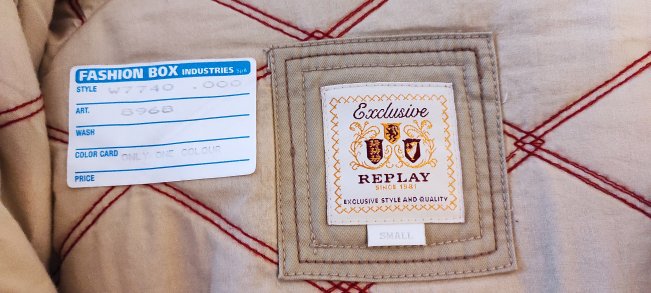 FASHION BOX INDUSTRIES SpA
STYLE W7740 .000
ART. 8968
WASH
COLOR CARD ONLY ONE COLOUR
PRICE
Exclusive
REPLAY
SINCE 1981
EXCLUSIVE STYLE AND QUALITY
SMALL